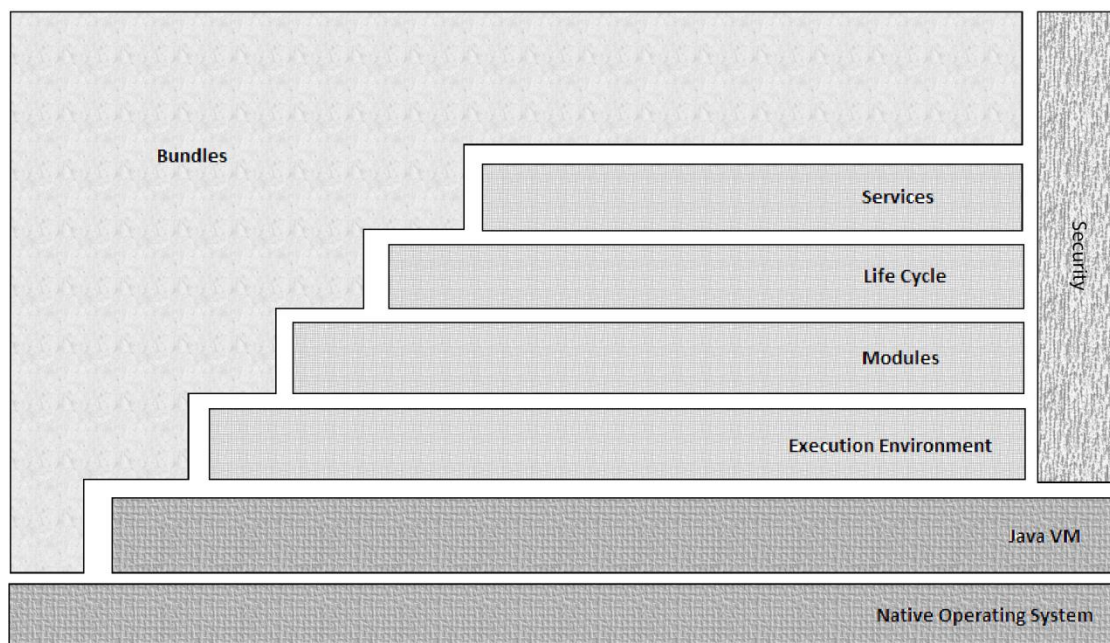 Bundles
Services
Security
Life Cycle
Modules
Execution Environment
Java VM
Native Operating System